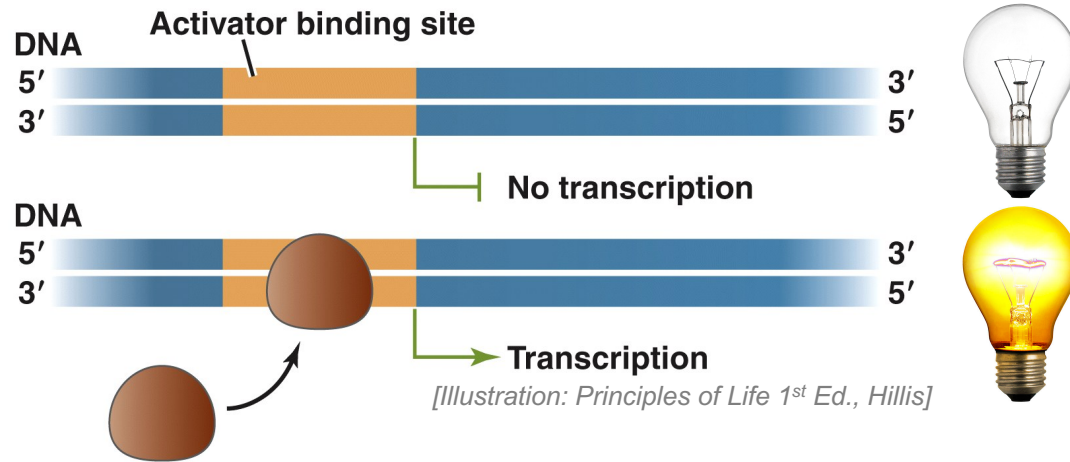 Activator binding site
DNA
5′ 3′
3′ 5′
No transcription
DNA
5′ 3′
3′ 5′
Transcription
[Illustration: Principles of Life 1st Ed., Hillis]